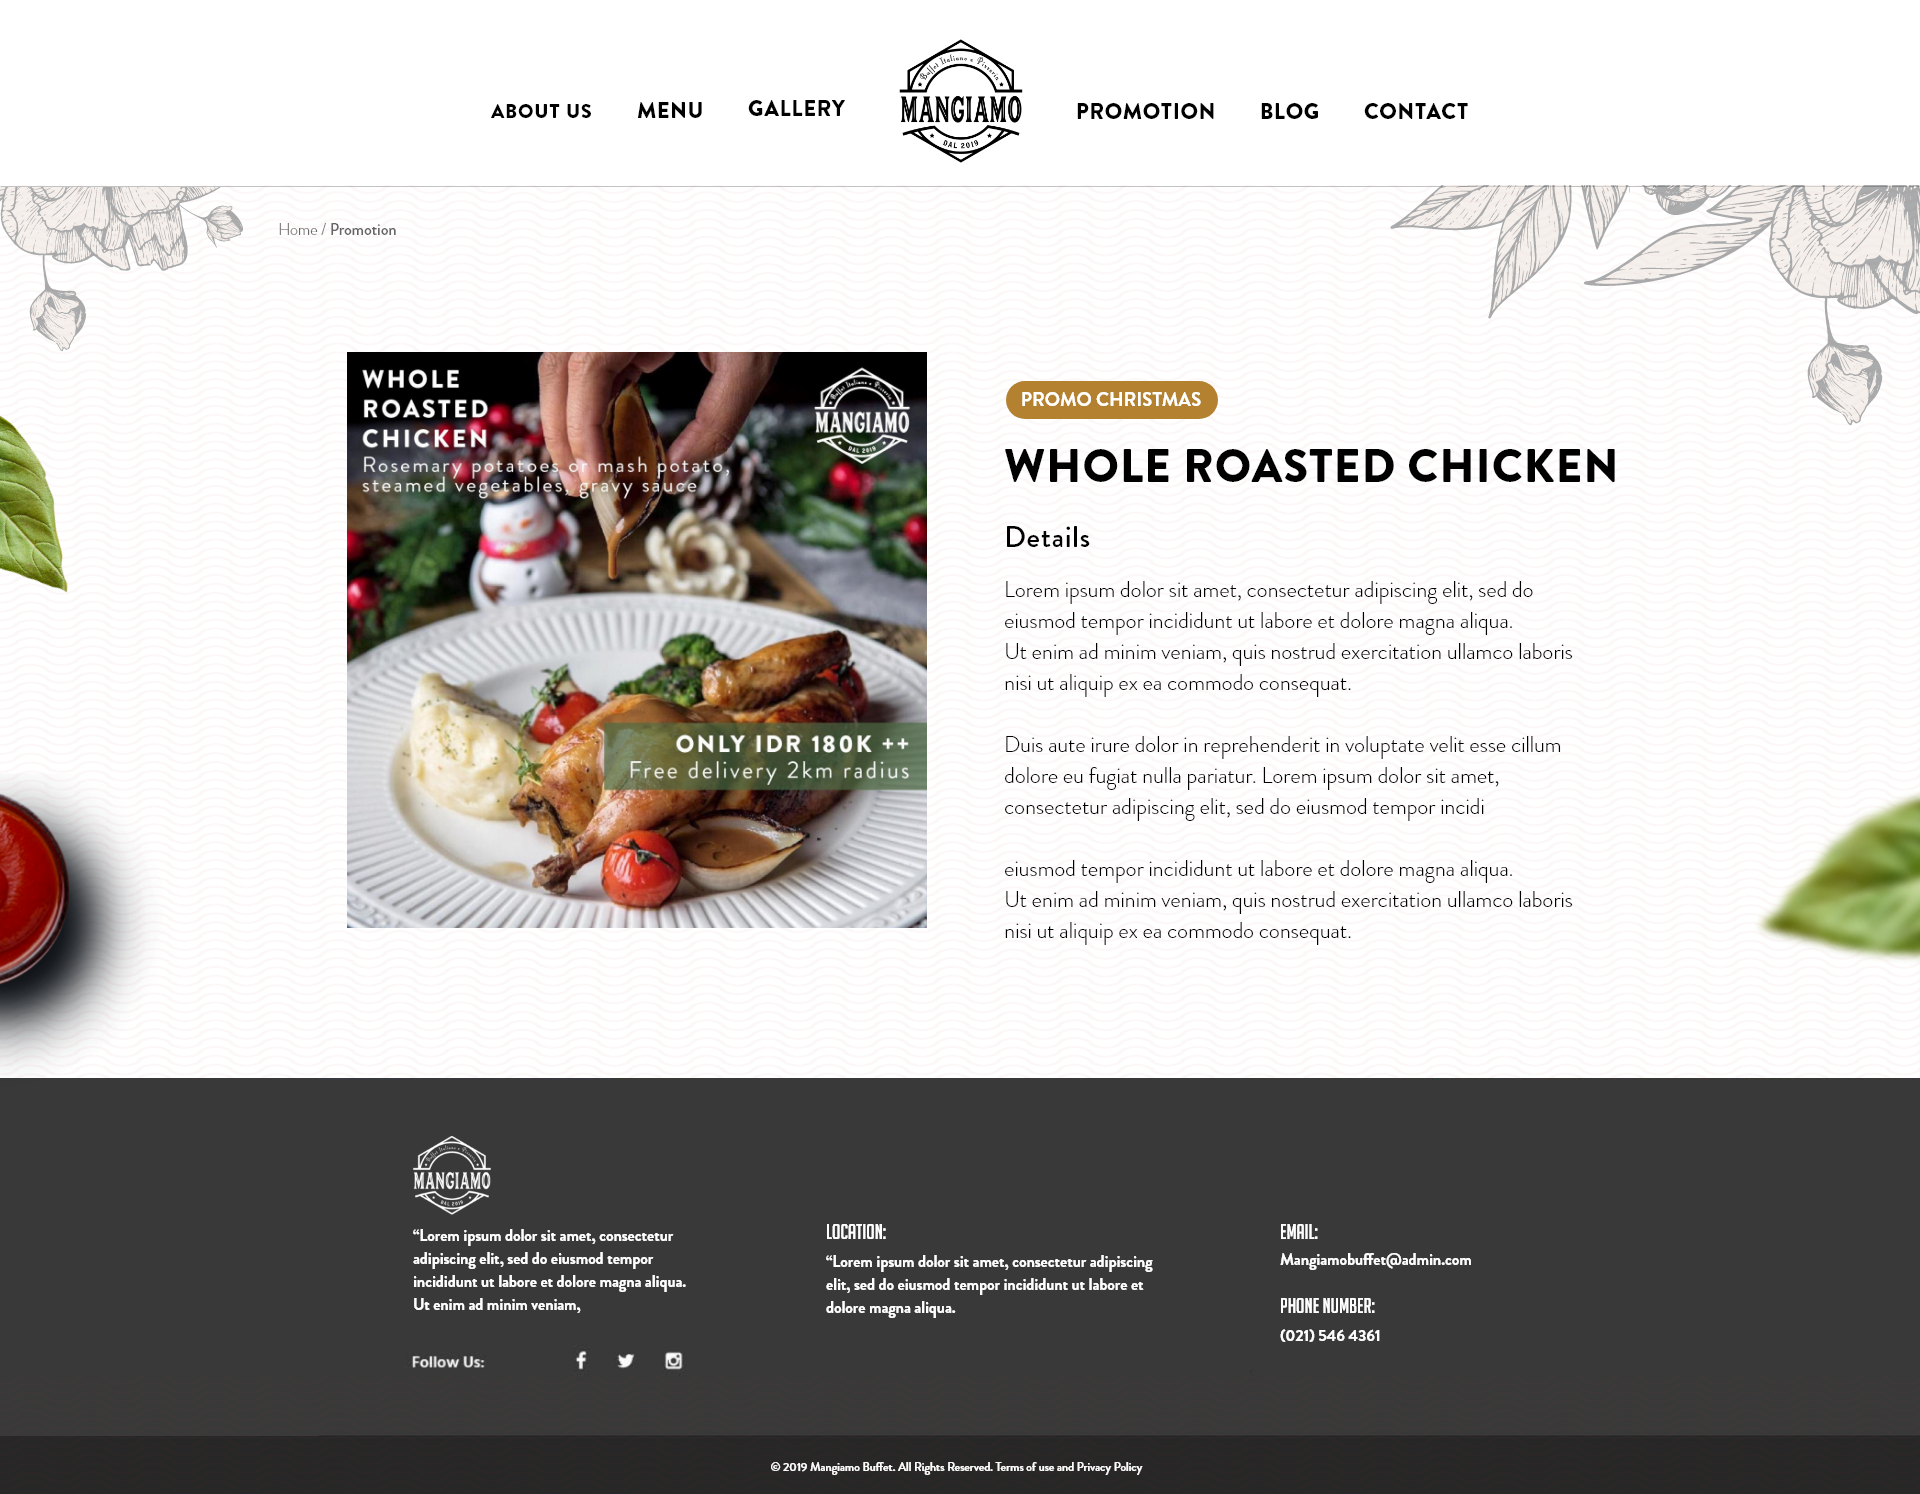 ABOUT US
MENU
GALLERY
Buffet Italiano e Pizzeria
MANGIAMO
DAL 2019
PROMOTION
BLOG
CONTACT
Home / Promotion
WHOLE
ROASTED
CHICKEN
Rosemary potatoes or mash potato,
steamed vegetables, gravy sauce
Buffet Italiano e Pizzeria
MANGIAMO
DAL 2019
ONLY IDR 180K ++
Free delivery 2km radius
PROMO CHRISTMAS
WHOLE ROASTED CHICKEN
Details
Lorem ipsum dolor sit amet, consectetur adipiscing elit, sed do
eiusmod tempor incididunt ut labore et dolore magna aliqua.
Ut enim ad minim veniam, quis nostrud exercitation ullamco laboris
nisi ut aliquip ex ea commodo consequat.
Duis aute irure dolor in reprehenderit in voluptate velit esse cillum
dolore eu fugiat nulla pariatur. Lorem ipsum dolor sit amet,
consectetur adipiscing elit, sed do eiusmod tempor incidi
eiusmod tempor incididunt ut labore et dolore magna aliqua.
Ut enim ad minim veniam, quis nostrud exercitation ullamco laboris
nisi ut aliquip ex ea commodo consequat.
Buffet Italiano e Pizzeria
MANGIAMO
DAL 2019
“Lorem ipsum dolor sit amet, consectetur
adipiscing elit, sed do eiusmod tempor
incididunt ut labore et dolore magna aliqua.
Ut enim ad minim veniam,
Follow Us:
LOCATION:
“Lorem ipsum dolor sit amet, consectetur adipiscing
elit, sed do eiusmod tempor incididunt ut labore et
dolore magna aliqua.
EMAIL:
Mangiamobuffet@admin.com
PHONE NUMBER:
(021) 546 4361
© 2019 Mangiamo Buffet. All Rights Reserved. Terms of use and Privacy Policy